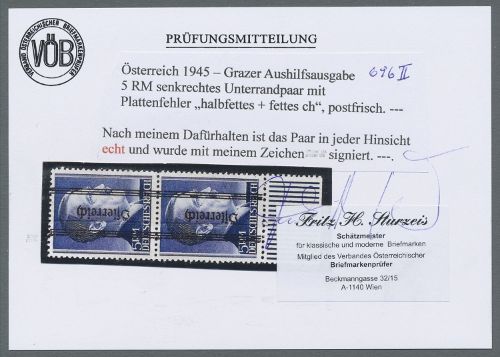 VERBAND ÖSTERREICHISCHER BRIEFMARKENPRÜFER
VÖB
PRÜFUNGSMITTEILUNG
Österreich 1945 – Grazer Aushilfsausgabe 696 II
5 RM senkrechtes Unterrandpaar mit
Plattenfehler „halbfettes + fettes ch", postfrisch. ---
Nach meinem Dafürhalten ist das Paar in jeder Hinsicht
echt und wurde mit meinem Zeichen signiert. ---.
Österreich
5 RM
DEUTSCHES REICH
Österreich
5 RM
DEUTSCHES REICH
Fritz H. Sturzeis
Schätzmeister
für klassische und moderne Briefmarken
Mitglied des Verbandes Österreichischer
Briefmarkenprüfer
Beckmanngasse 32/15
A-1140 Wien